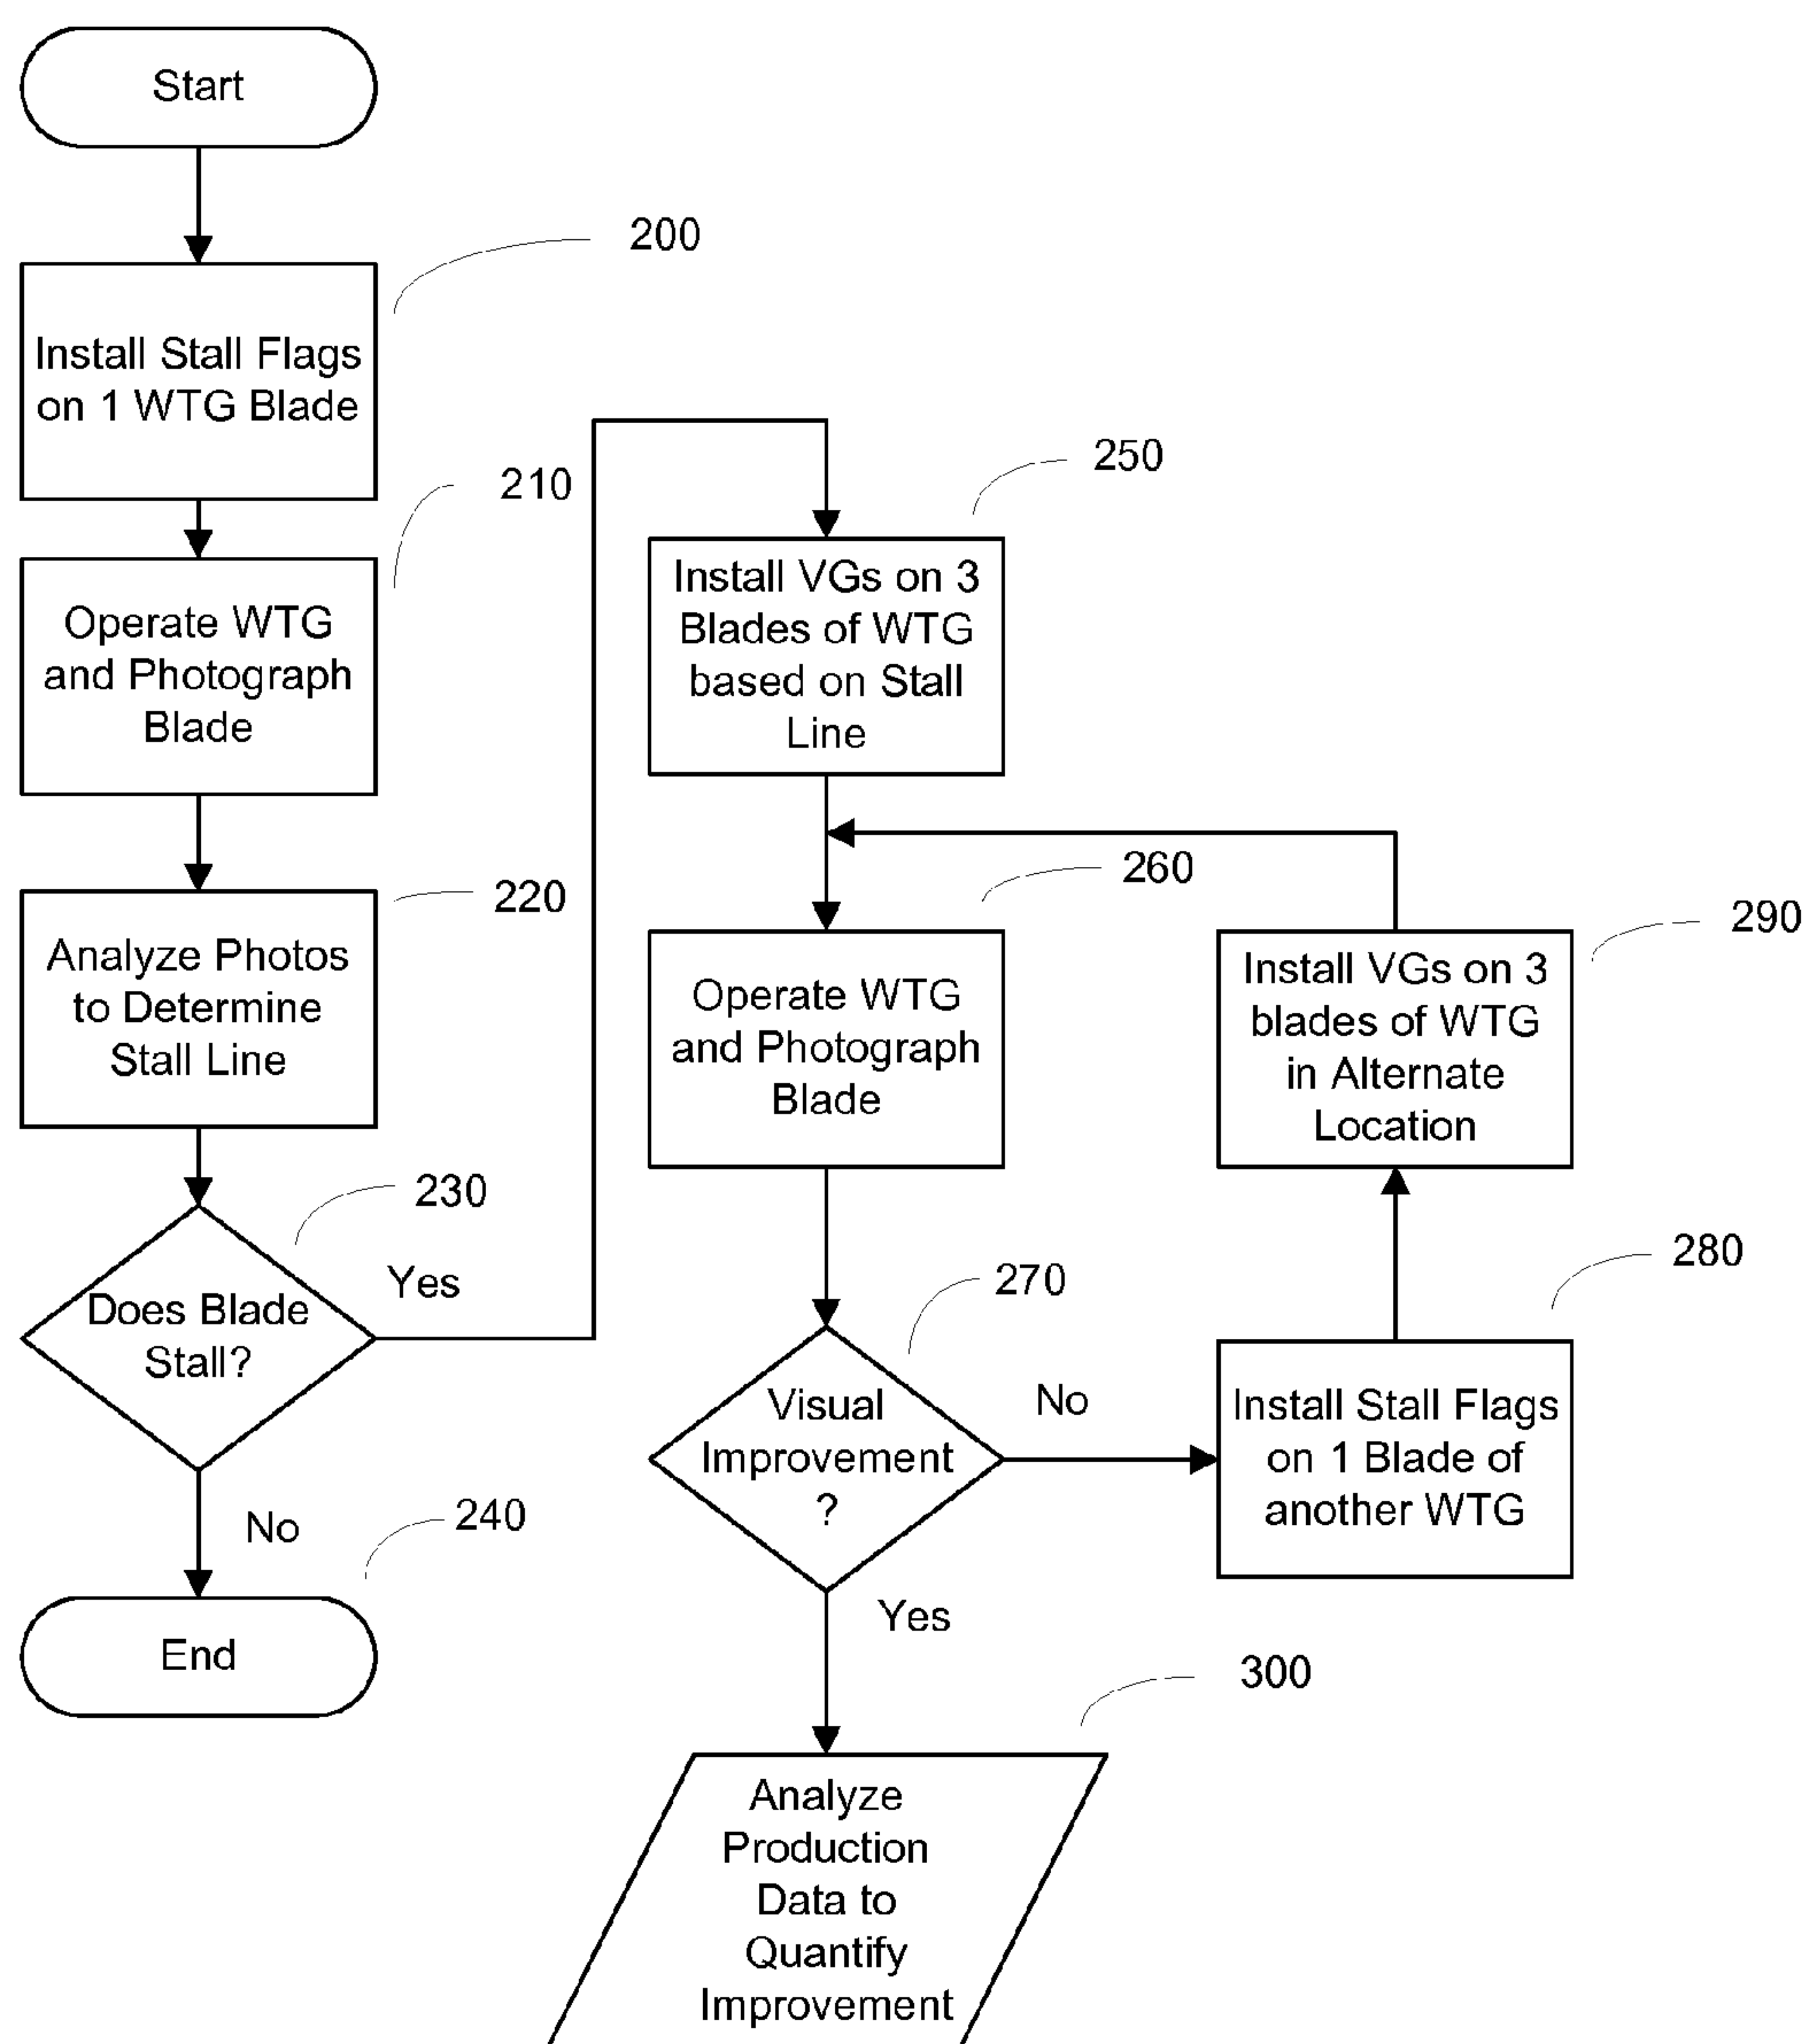 Start
200
Install Stall Flags
on 1 WTG Blade
210
Operate WTG
and Photograph
Blade
220
Analyze Photos
to Determine
Stall Line
230
Does Blade
Stall?
Yes
No
240
End
250
Install VGs on 3
Blades of WTG
based on Stall
Line
260
Operate WTG
and Photograph
Blade
270
Visual
Improvement
?
No
Yes
280
Install Stall Flags
on 1 Blade of
another WTG
290
Install VGs on 3
blades of WTG
in Alternate
Location
300
Analyze
Production
Data to
Quantify
Improvement